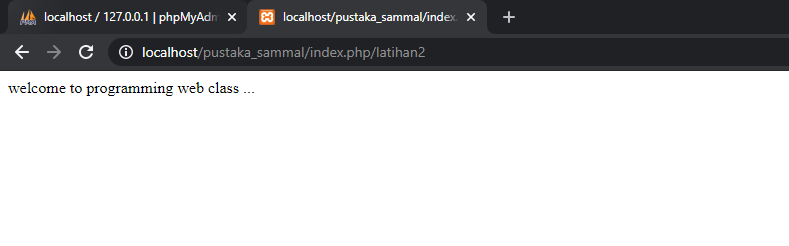 localhost / 127.0.0.1 | phpMyAdm
localhost/pustaka_sammal/index.
localhost/pustaka_sammal/index.php/latihan2
welcome to programming web class ...